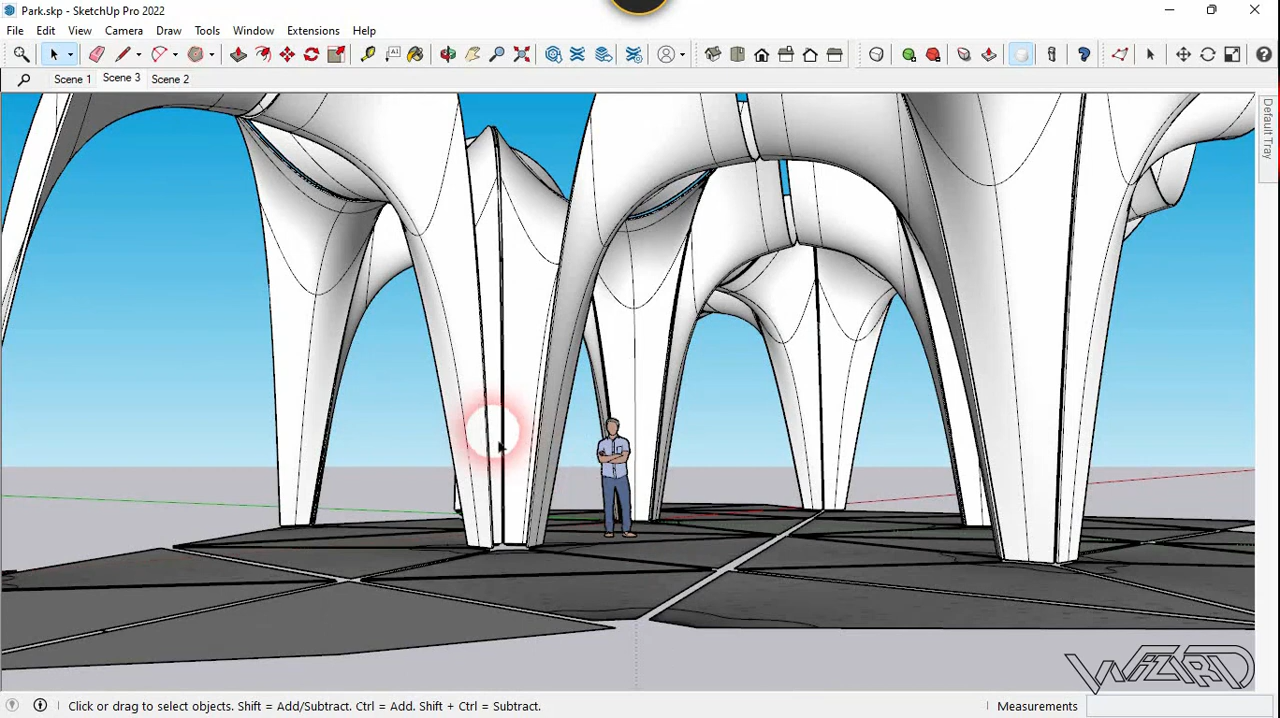 Park.skp - SketchUp Pro 2022
File Edit View Camera Draw Tools Window Extensions Help
Scene 1 Scene 3 Scene 2
Default Tray
WIZARD
Click or drag to select objects. Shift = Add/Subtract. Ctrl = Add. Shift + Ctrl = Subtract.
Measurements